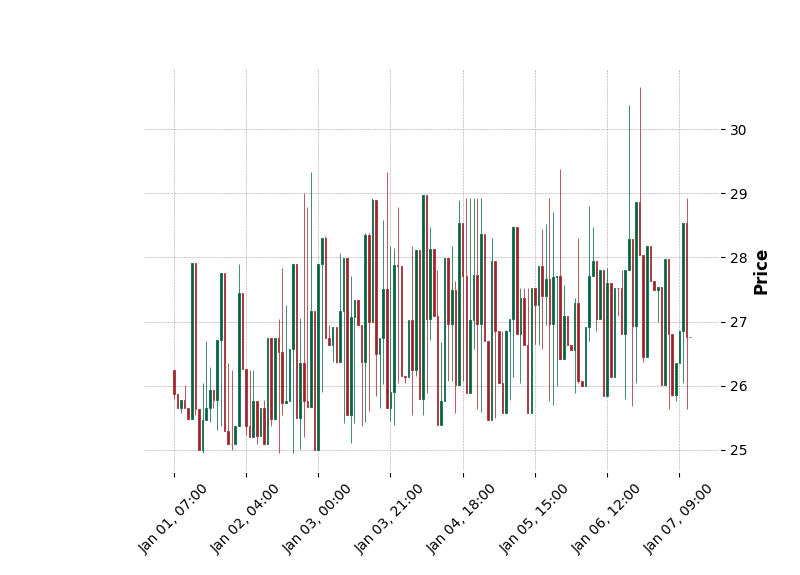 30
29
28
27
26
25
Price
Jan 01, 07:00
Jan 02, 04:00
Jan 03, 00:00
Jan 03, 21:00
Jan 04, 18:00
Jan 05, 15:00
Jan 06, 12:00
Jan 07, 09:00